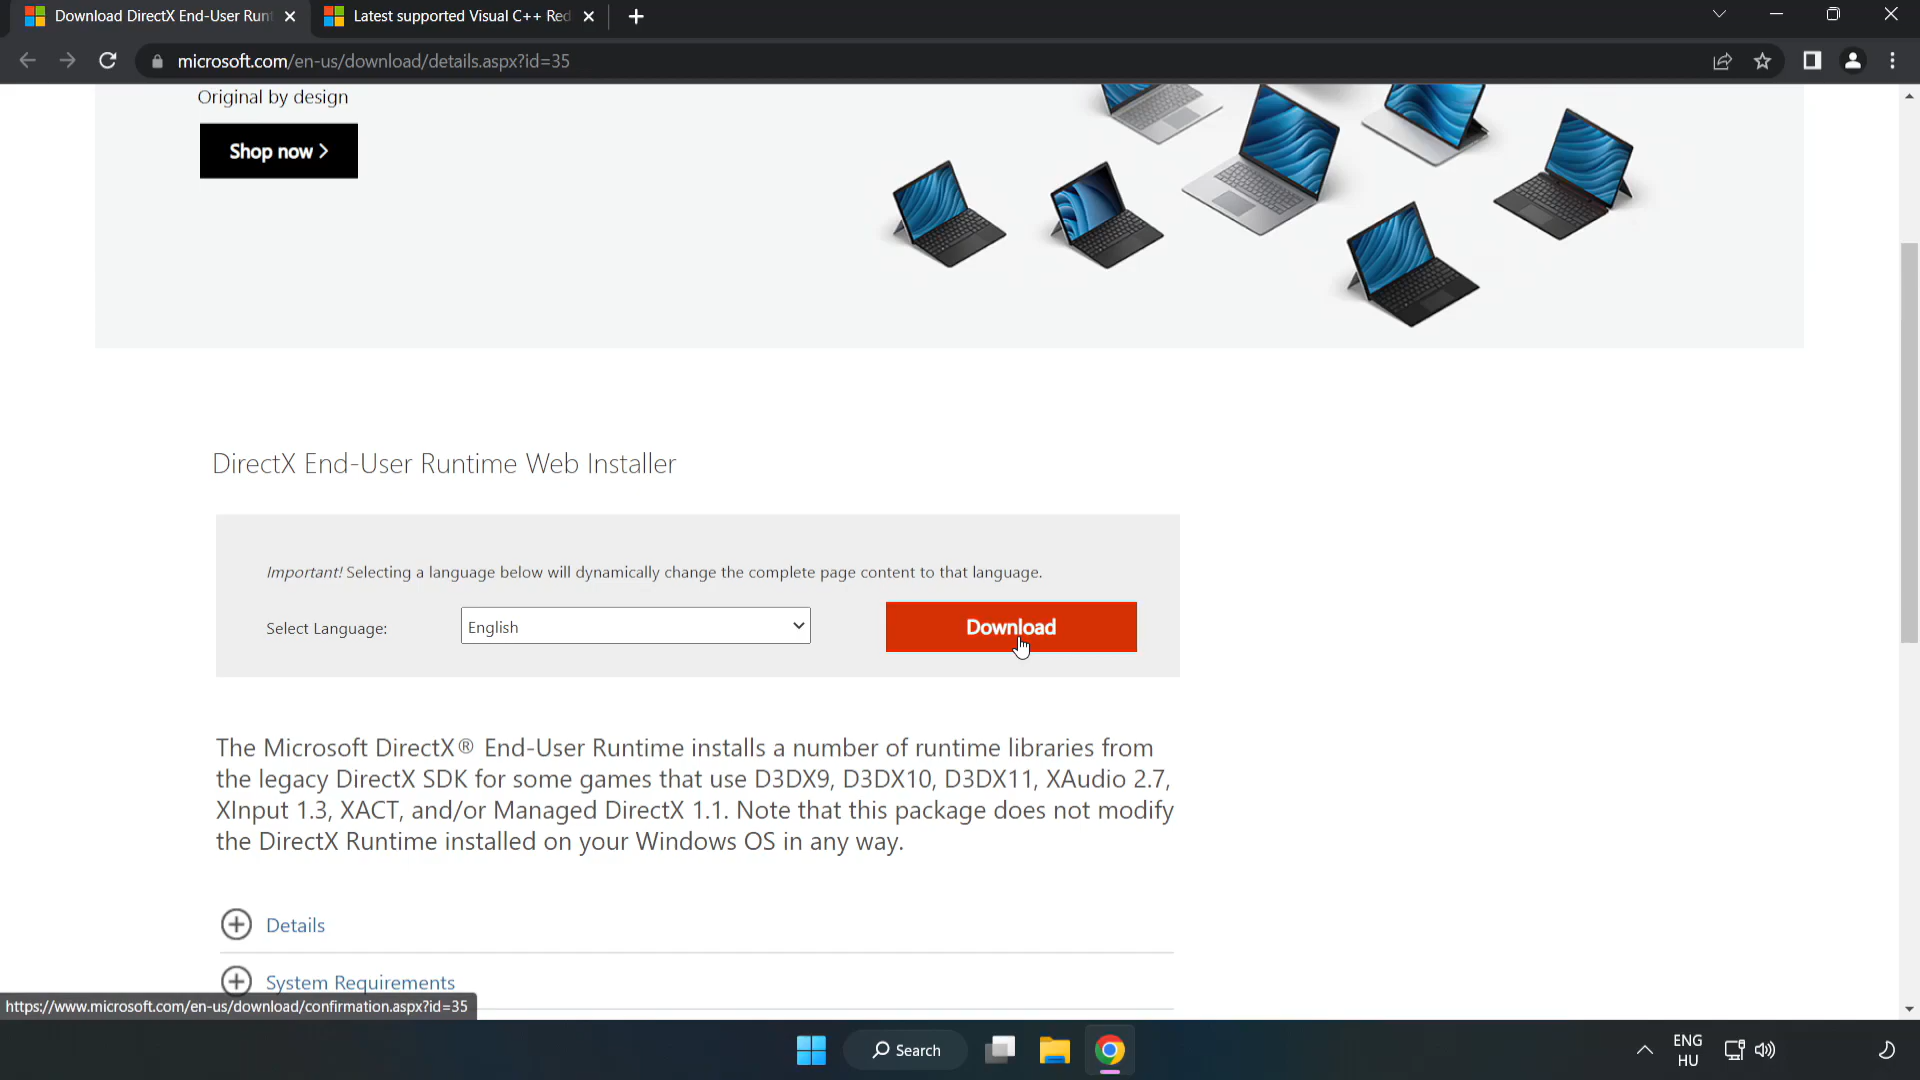 Download DirectX End-User Runt
Latest supported Visual C++ Red
microsoft.com/en-us/download/details.aspx?id=35
Original by design
Shop now >
DirectX End-User Runtime Web Installer
Important! Selecting a language below will dynamically change the complete page content to that language.
Select Language:
English
Download
The Microsoft DirectX® End-User Runtime installs a number of runtime libraries from
the legacy DirectX SDK for some games that use D3DX9, D3DX10, D3DX11, XAudio 2.7,
XInput 1.3, XACT, and/or Managed DirectX 1.1. Note that this package does not modify
the DirectX Runtime installed on your Windows OS in any way.
Details
System Requirements
https://www.microsoft.com/en-us/download/confirmation.aspx?id=35
Search
ENG
HU